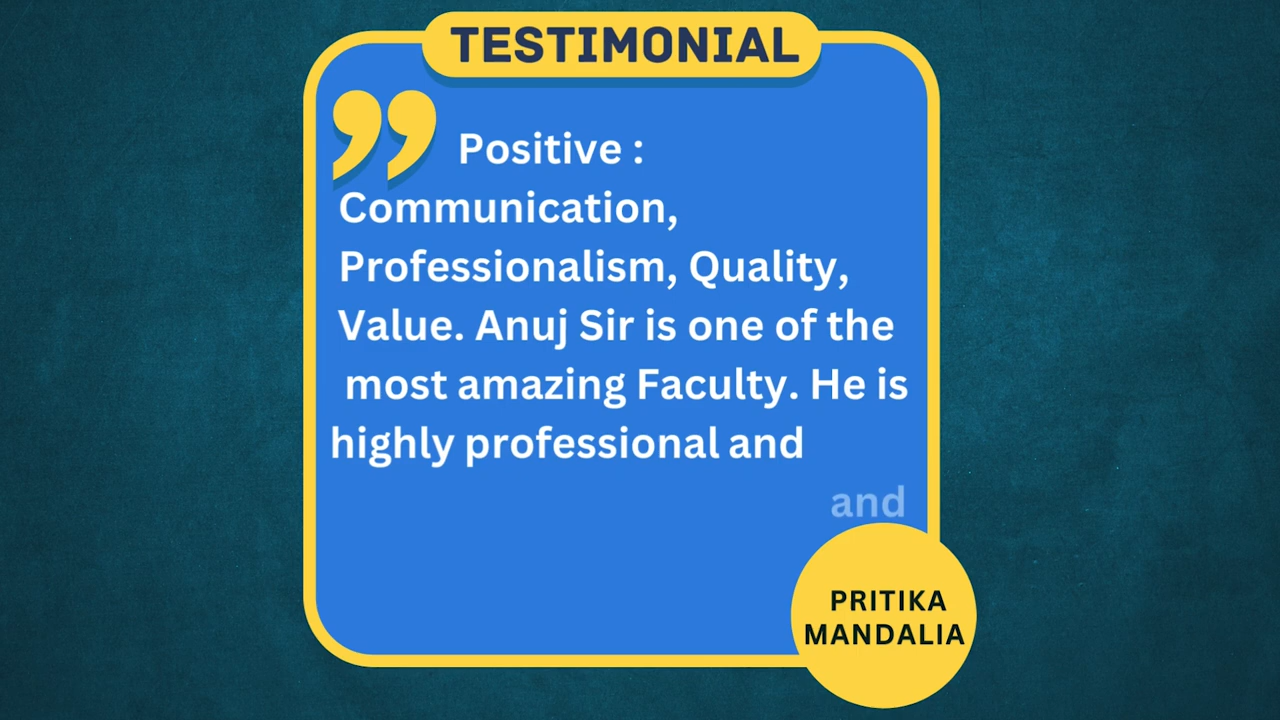 TESTIMONIAL
Positive :
Communication,
Professionalism, Quality,
Value. Anuj Sir is one of the
most amazing Faculty. He is
highly professional and
and
PRITIKA
MANDALIA